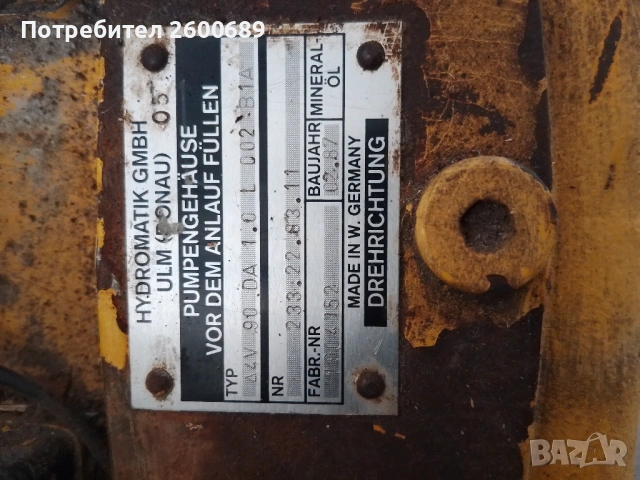 Потребител 2600689
HYDROMATIK GMBH
ULM (DONAU) 05
PUMPENGEHÄUSE
VOR DEM ANLAUF FÜLLEN
TYP A4V 90 DA 1.0 L 002-B1A
NR 233.22.63.11
FABR.-NR BAUJAHR 02.87 MINERAL-
ÖL
MADE IN W. GERMANY
DREHRICHTUNG
BAZAR